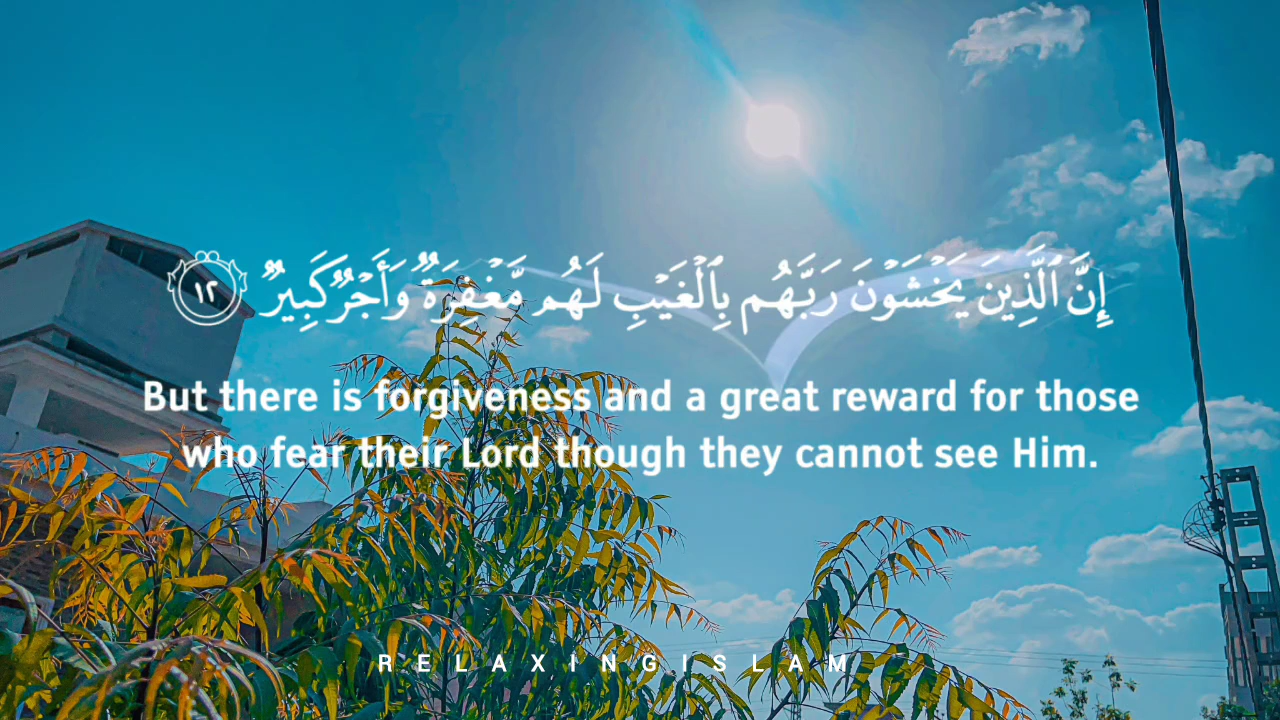 إِنَّ ٱلَّذِينَ يَخْشَوْنَ رَبَّهُم بِٱلْغَيْبِ لَهُم مَّغْفِرَةٌ وَأَجْرٌ كَبِيرٌ ١٢
But there is forgiveness and a great reward for those
who fear their Lord though they cannot see Him.
RELAXINGISLAM